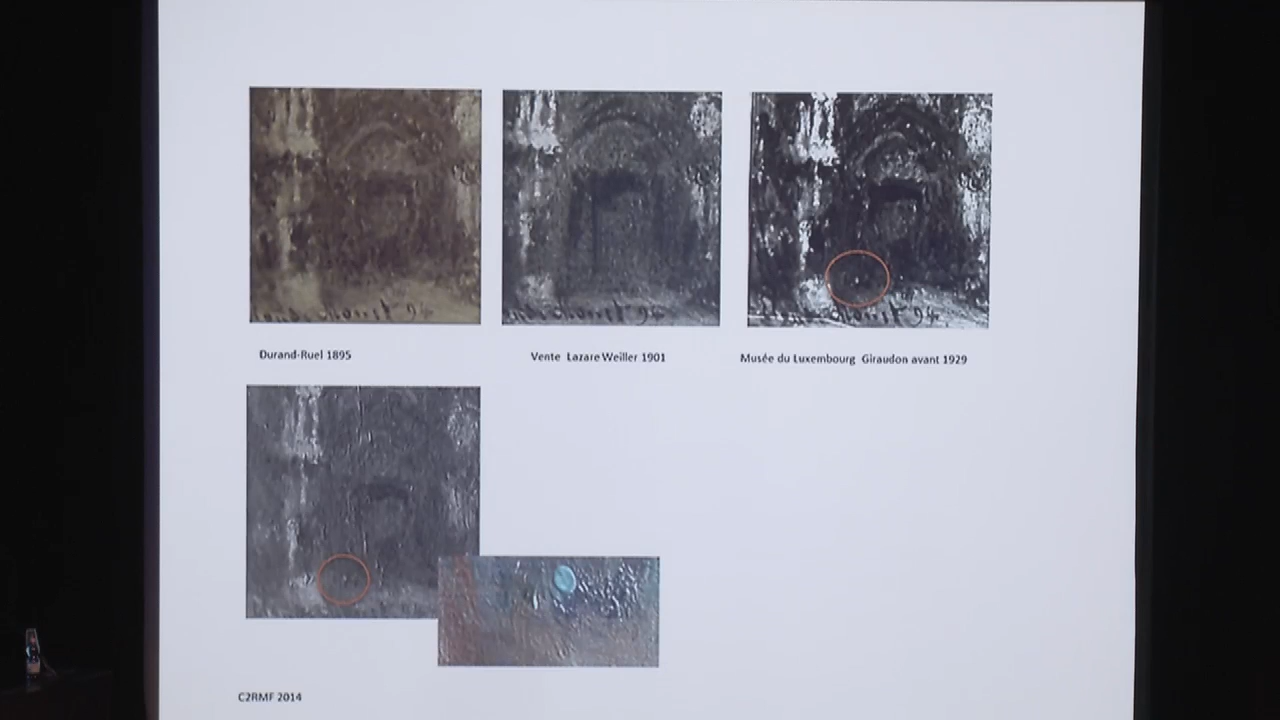 Durand-Ruel 1895
Vente Lazare Weiller 1901
Musée du Luxembourg Giraudon avant 1929
C2RMF 2014